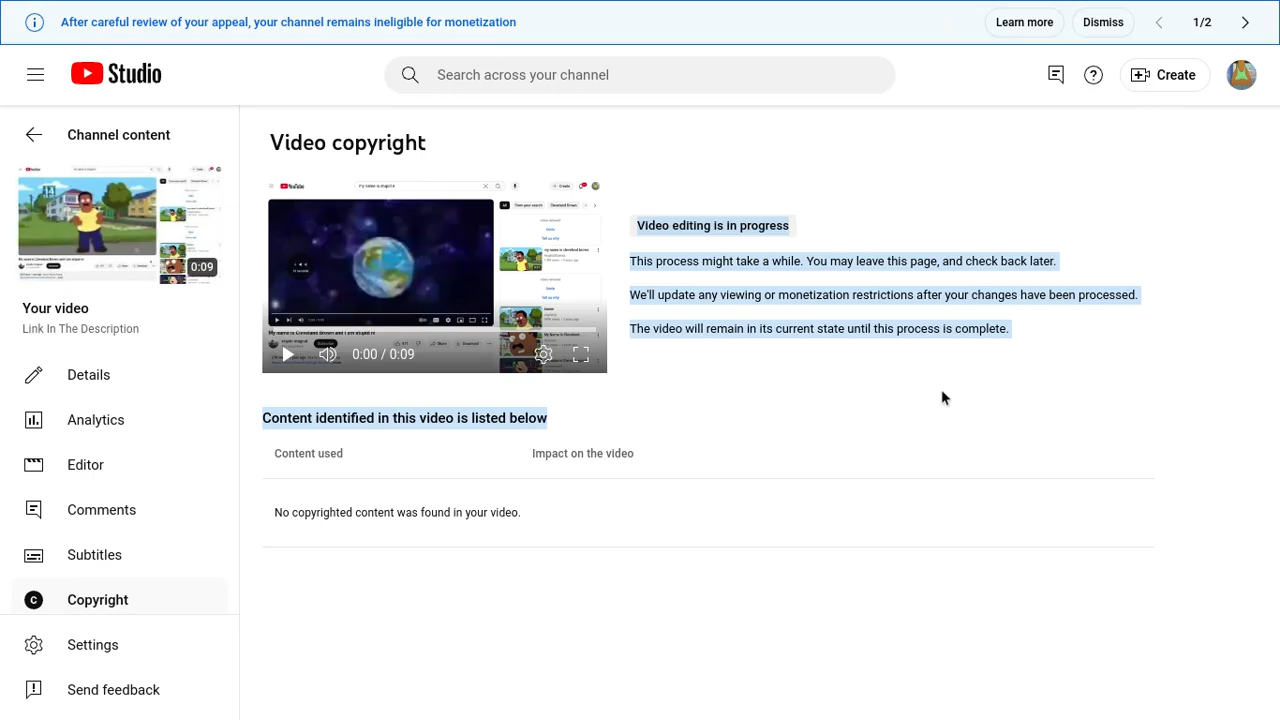 After careful review of your appeal, your channel remains ineligible for monetization
Learn more
Dismiss
1/2
Studio
Search across your channel
Create
Channel content
Video copyright
0:09
Your video
Link In The Description
Video editing is in progress
This process might take a while. You may leave this page, and check back later.
We'll update any viewing or monetization restrictions after your changes have been processed.
The video will remain in its current state until this process is complete.
0:00 / 0:09
Details
Analytics
Editor
Comments
Subtitles
Copyright
Settings
Send feedback
Content identified in this video is listed below
Content used
Impact on the video
No copyrighted content was found in your video.